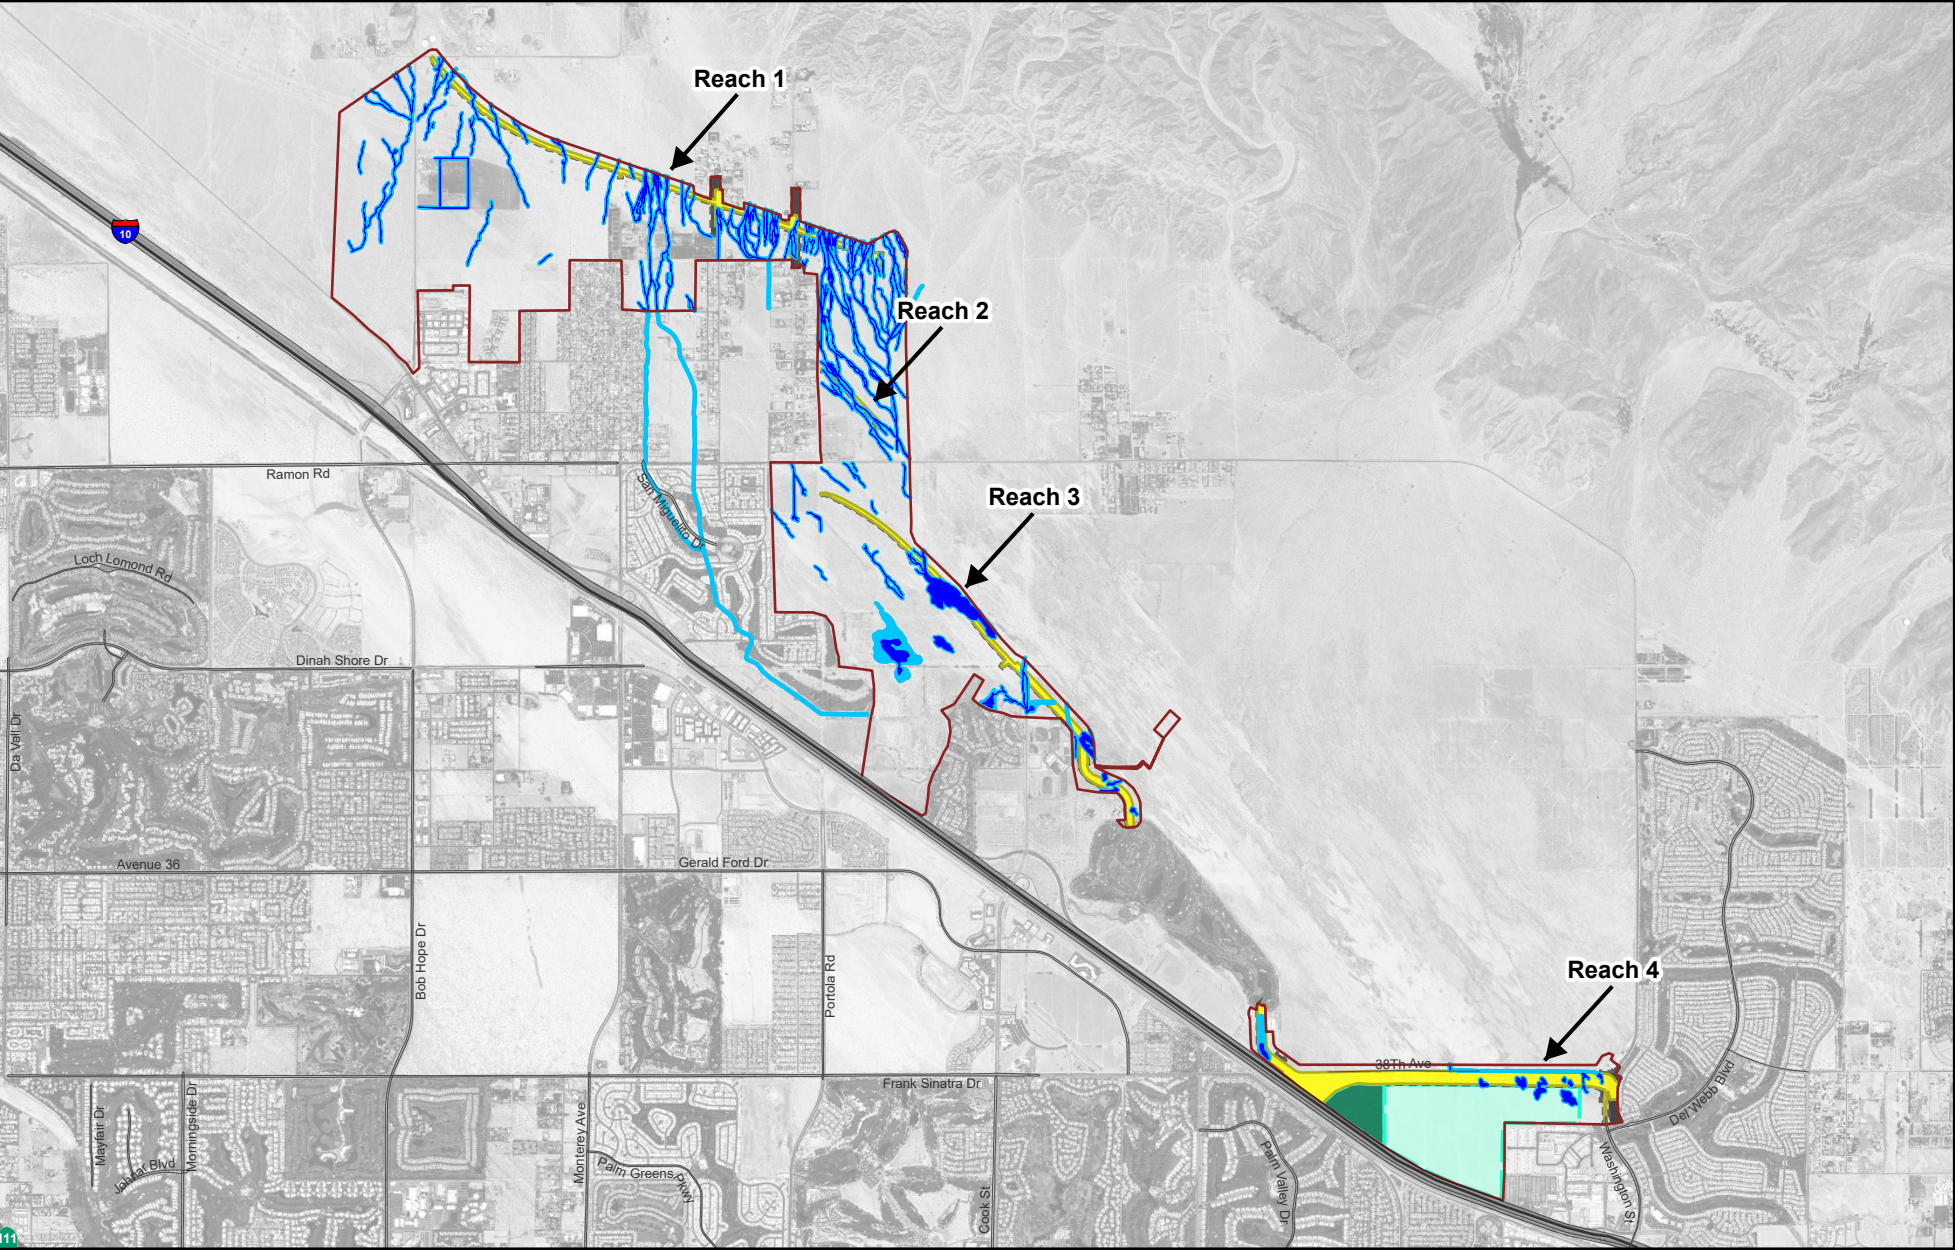 Reach 1
10
Reach 2
Ramon Rd
San Miguelito Dr
Reach 3
Loch Lomond Rd
Dinah Shore Dr
Da Vall Dr
Avenue 36
Gerald Ford Dr
Bob Hope Dr
Portola Rd
Reach 4
38Th Ave
Frank Sinatra Dr
Del Webb Blvd
Mayfair Dr
Morningside Dr
Monterey Ave
Johnar Blvd
Palm Greens Pkwy
Cook St
Palm Valley Dr
Washington St
111